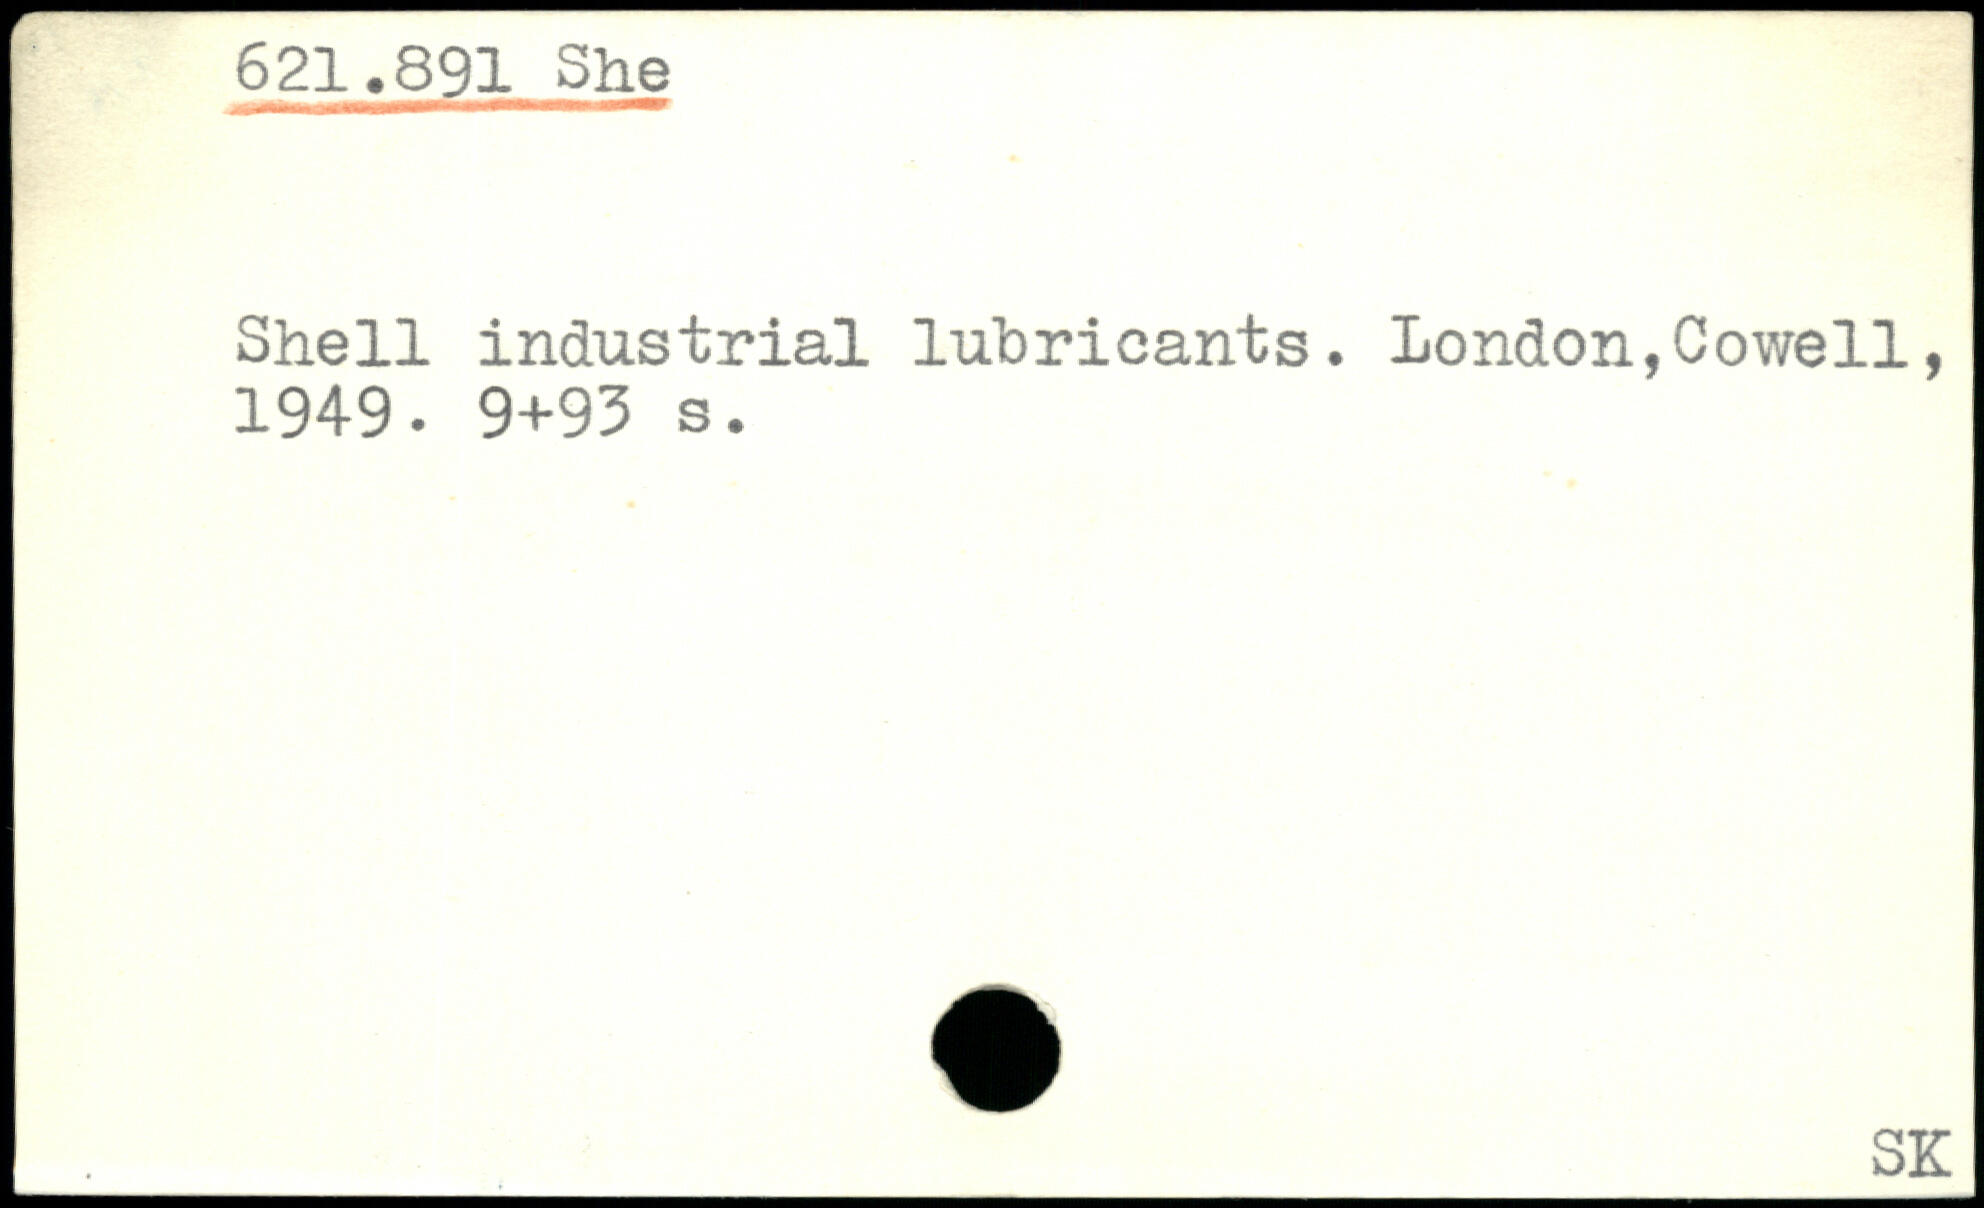 621.891 She
Shell industrial lubricants. London,Cowell,
1949. 9+93 s.
SK